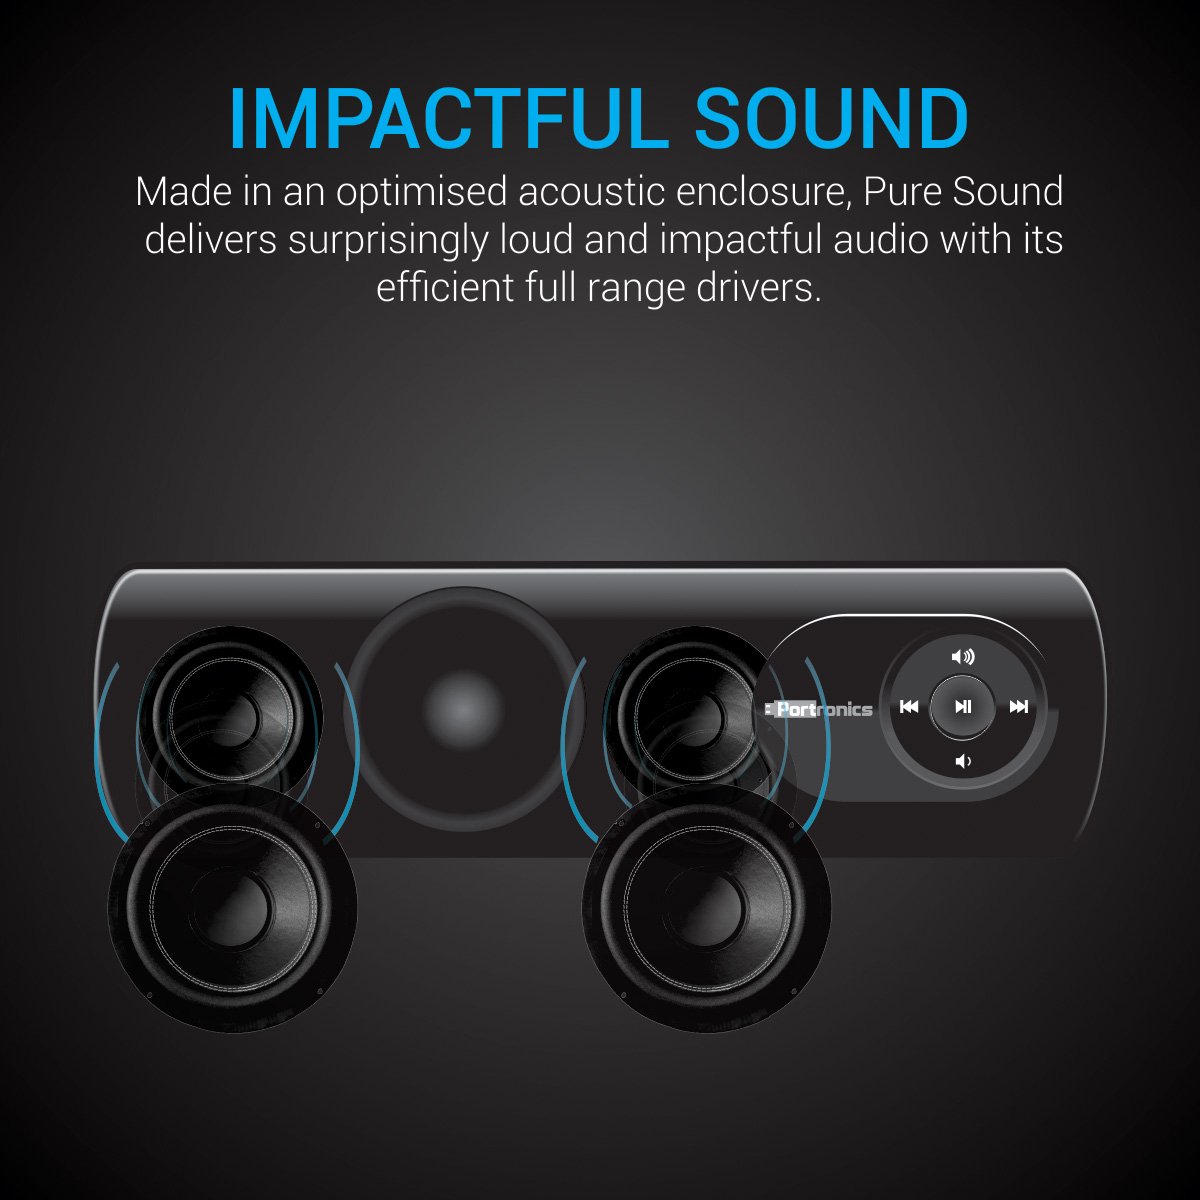 IMPACTFUL SOUND
Made in an optimised acoustic enclosure, Pure Sound
delivers surprisingly loud and impactful audio with its
efficient full range drivers.
Portronics